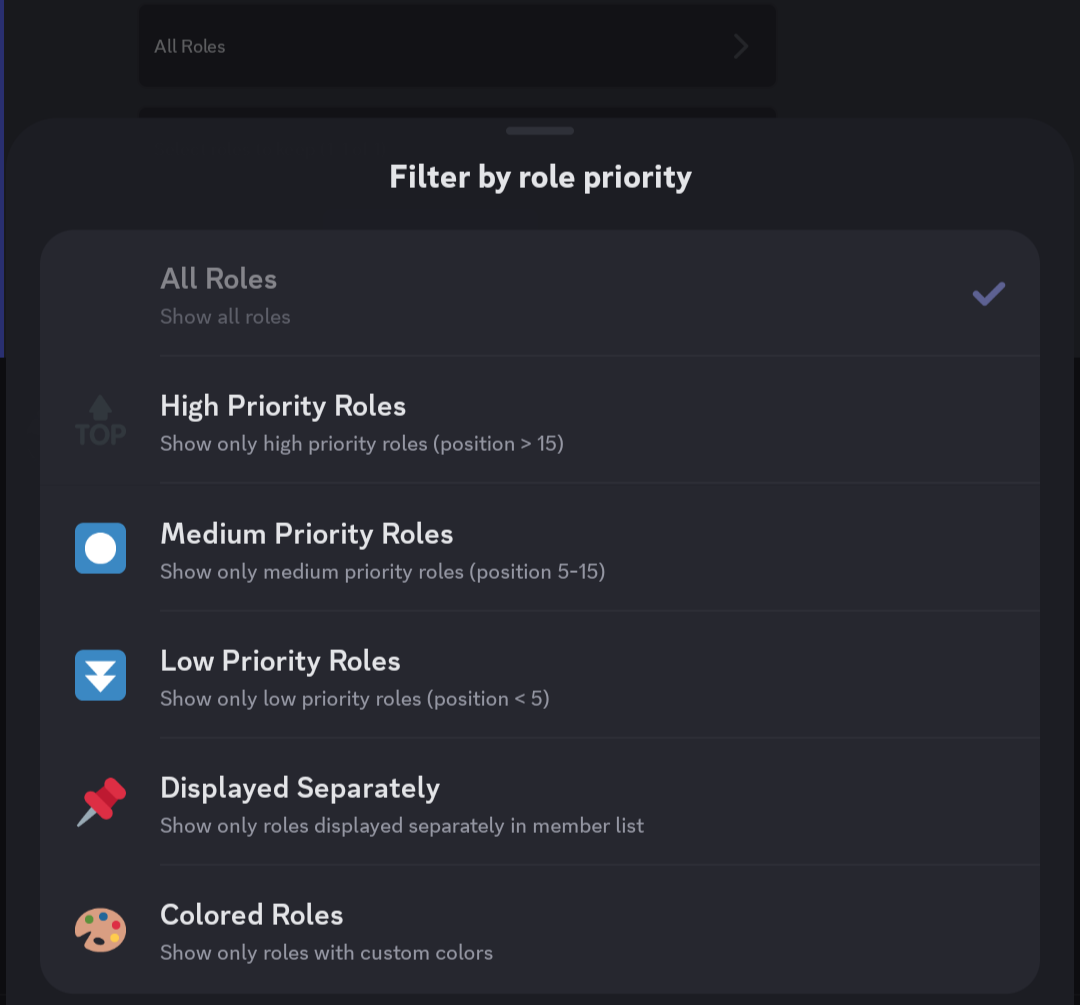 All Roles
Filter by role priority
All Roles
Show all roles
High Priority Roles
TOP
Show only high priority roles (position > 15)
Medium Priority Roles
Show only medium priority roles (position 5-15)
Low Priority Roles
Show only low priority roles (position < 5)
Displayed Separately
Show only roles displayed separately in member list
Colored Roles
Show only roles with custom colors